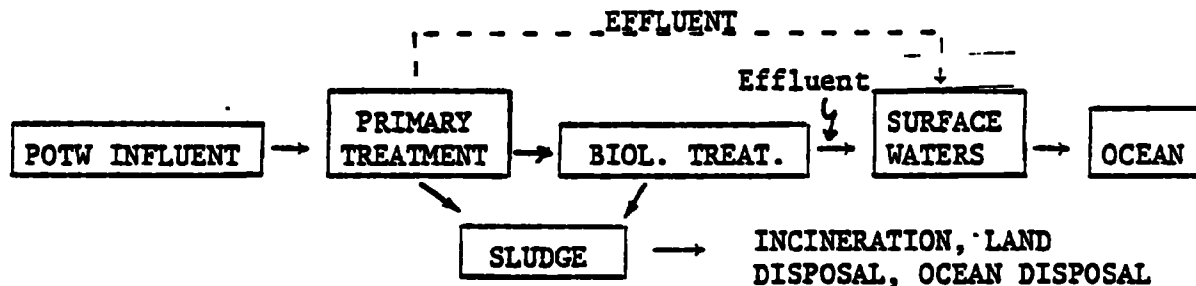 EFFLUENT
Effluent
POTW INFLUENT
PRIMARY
TREATMENT
BIOL. TREAT.
SURFACE
WATERS
OCEAN
SLUDGE
INCINERATION, LAND
DISPOSAL, OCEAN DISPOSAL